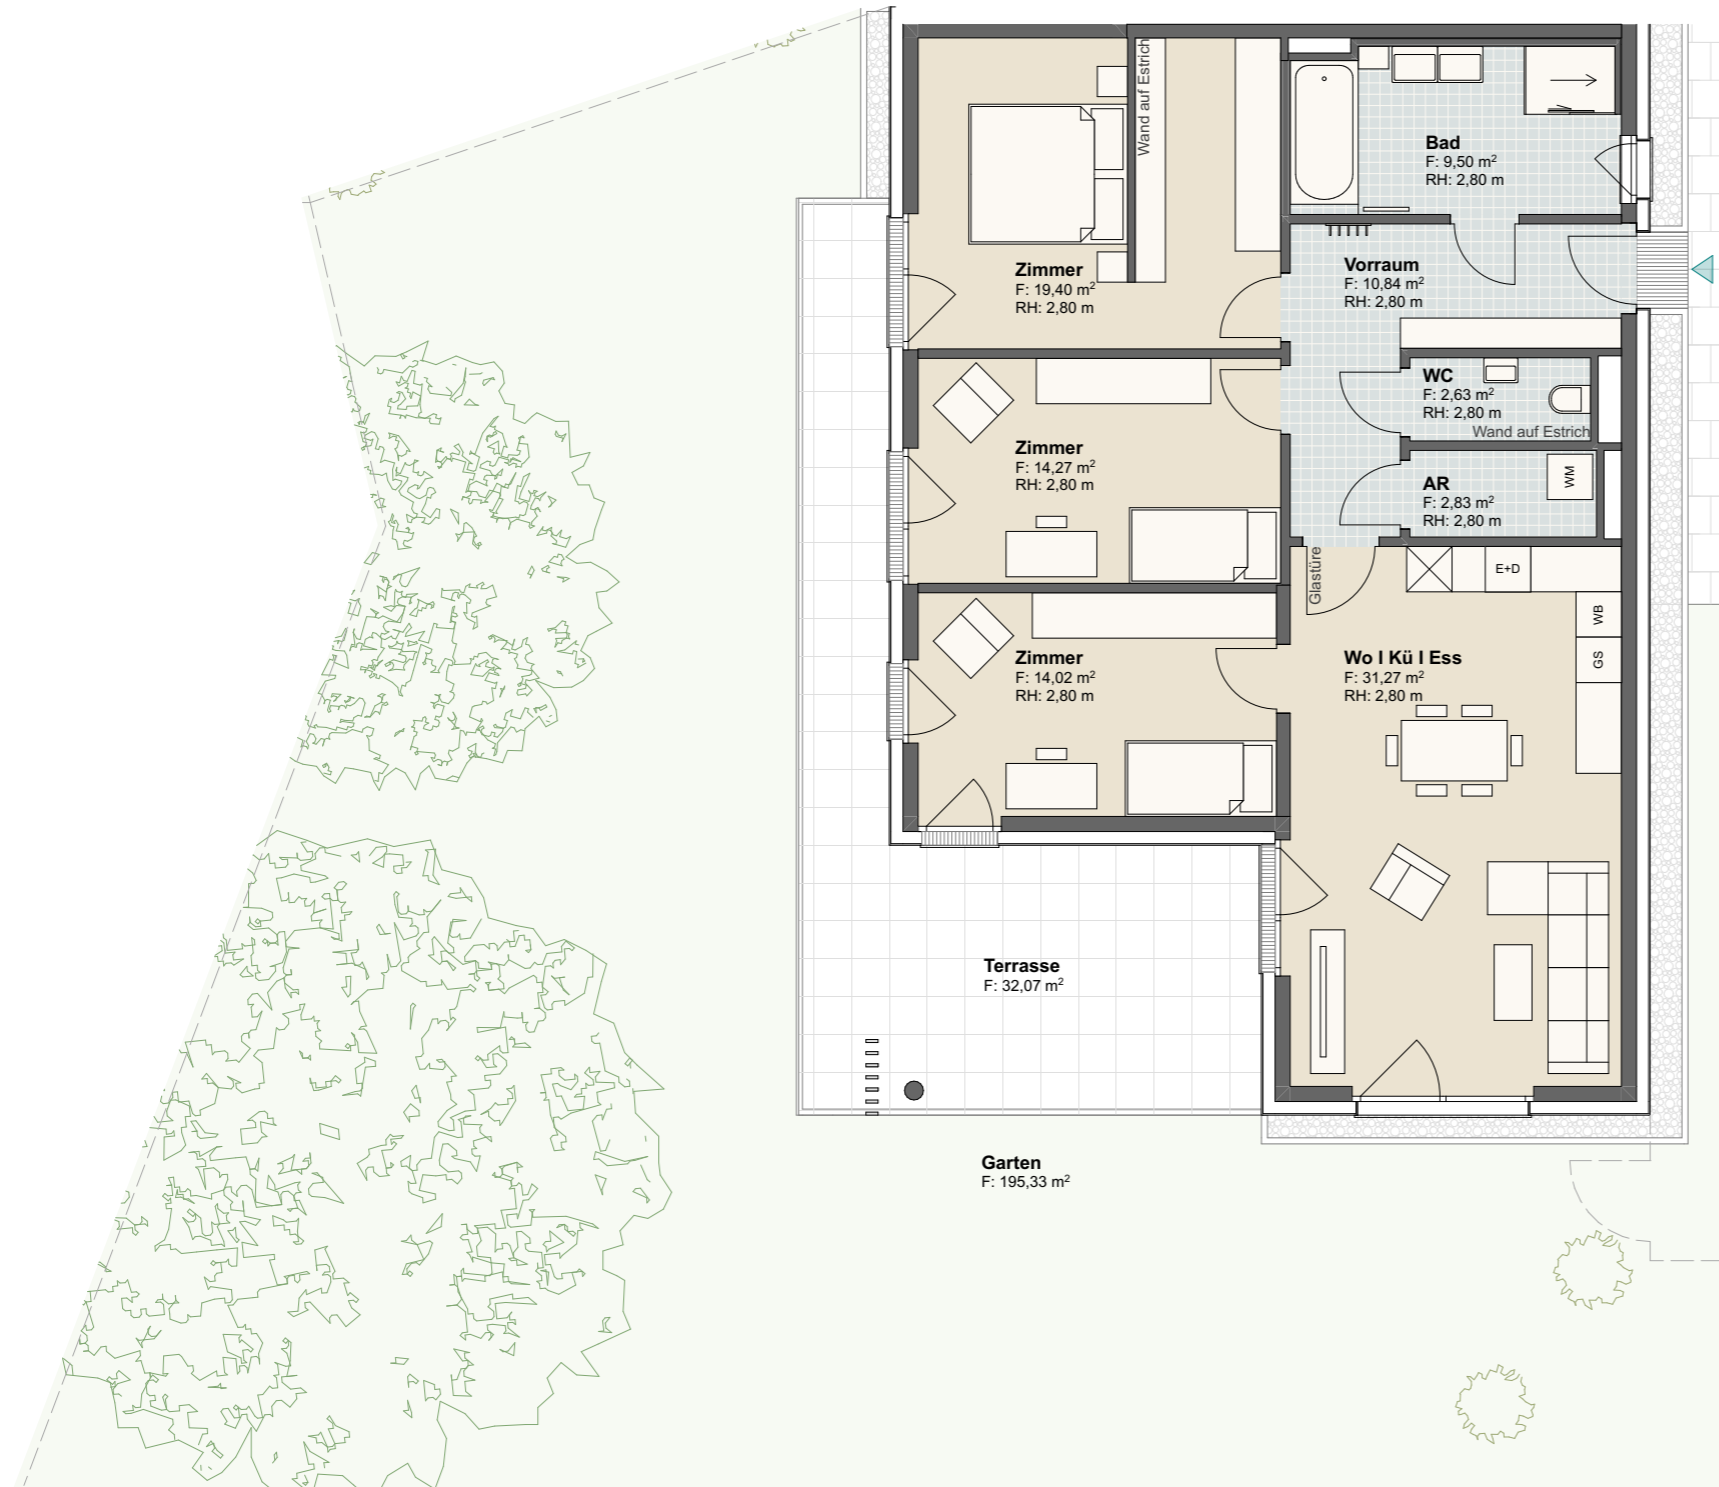 Wand auf Estrich
Bad
F: 9,50 m²
RH: 2,80 m
Zimmer
F: 19,40 m²
RH: 2,80 m
Vorraum
F: 10,84 m²
RH: 2,80 m
WC
F: 2,63 m²
RH: 2,80 m
Wand auf Estrich
Zimmer
F: 14,27 m²
RH: 2,80 m
AR
F: 2,83 m²
RH: 2,80 m
WM
Glastüre
E+D
WB
GS
Zimmer
F: 14,02 m²
RH: 2,80 m
Wo I Kü I Ess
F: 31,27 m²
RH: 2,80 m
Terrasse
F: 32,07 m²
Garten
F: 195,33 m²